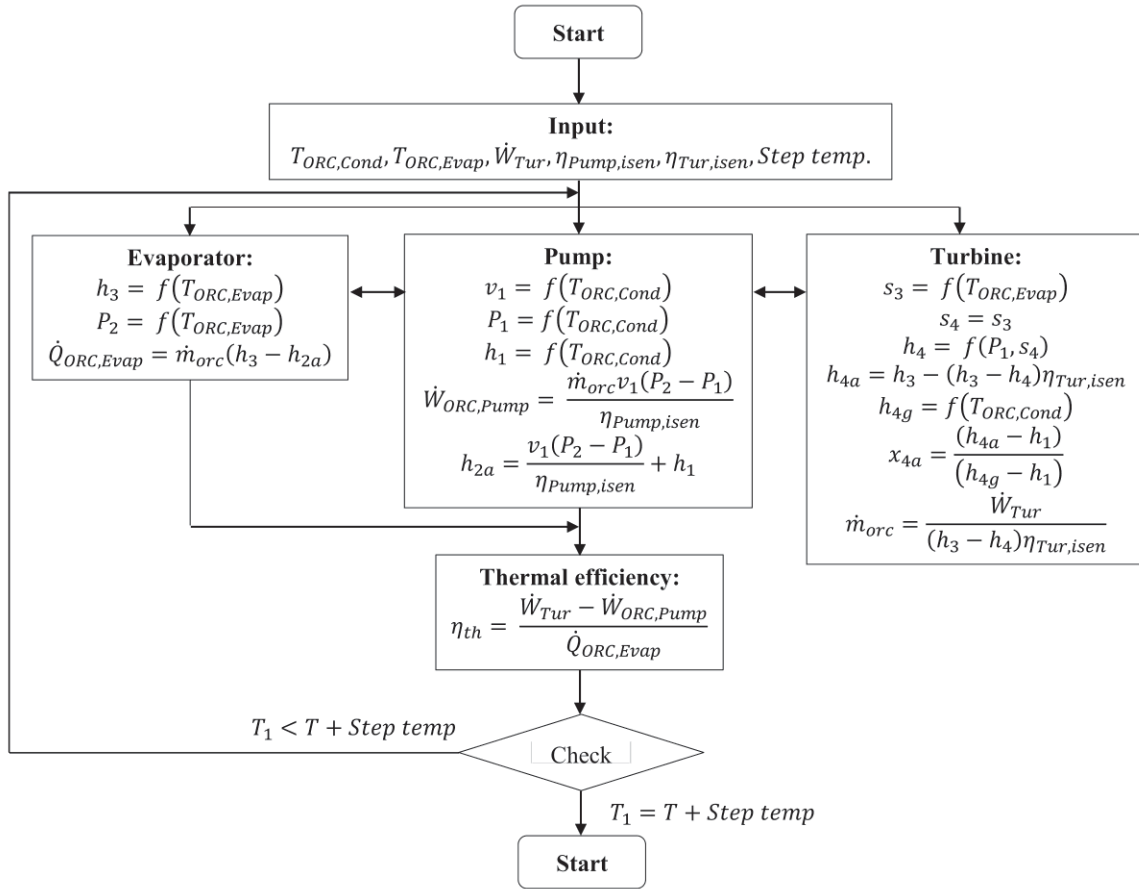 Start
Input:
T_{ORC,Cond}, T_{ORC,Evap}, Ẇ_{Tur}, η_{Pump,isen}, η_{Tur,isen}, Step temp.
Evaporator:
h_3 = f(T_{ORC,Evap})
P_2 = f(T_{ORC,Evap})
Q̇_{ORC,Evap} = ṁ_{orc}(h_3 − h_{2a})
Pump:
v_1 = f(T_{ORC,Cond})
P_1 = f(T_{ORC,Cond})
h_1 = f(T_{ORC,Cond})
Ẇ_{ORC,Pump} = \frac{ṁ_{orc}v_1(P_2 − P_1)}{η_{Pump,isen}}
h_{2a} = \frac{v_1(P_2 − P_1)}{η_{Pump,isen}} + h_1
Turbine:
s_3 = f(T_{ORC,Evap})
s_4 = s_3
h_4 = f(P_1, s_4)
h_{4a} = h_3 − (h_3 − h_4)η_{Tur,isen}
h_{4g} = f(T_{ORC,Cond})
x_{4a} = \frac{(h_{4a} − h_1)}{(h_{4g} − h_1)}
ṁ_{orc} = \frac{Ẇ_{Tur}}{(h_3 − h_4)η_{Tur,isen}}
Thermal efficiency:
η_{th} = \frac{Ẇ_{Tur} − Ẇ_{ORC,Pump}}{Q̇_{ORC,Evap}}
T_1 < T + Step temp
Check
T_1 = T + Step temp
Start